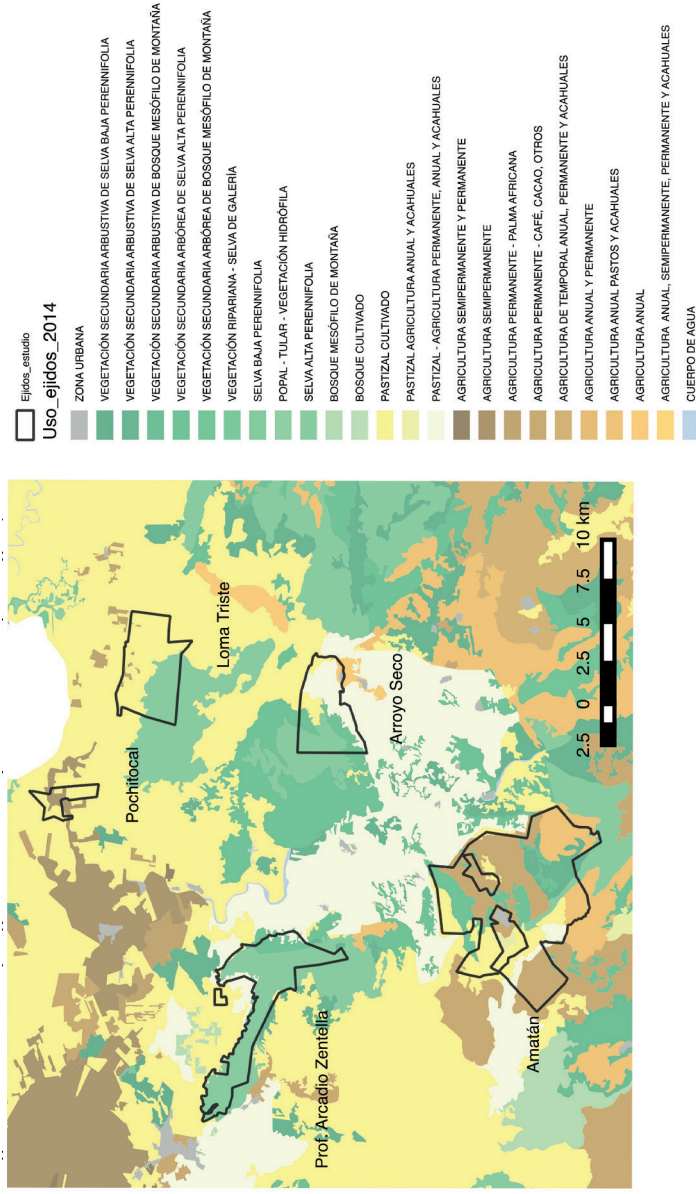 Ejidos_estudio
Uso_ejidos_2014
ZONA URBANA
VEGETACIÓN SECUNDARIA ARBUSTIVA DE SELVA BAJA PERENNIFOLIA
VEGETACIÓN SECUNDARIA ARBUSTIVA DE SELVA ALTA PERENNIFOLIA
VEGETACIÓN SECUNDARIA ARBUSTIVA DE BOSQUE MESÓFILO DE MONTAÑA
VEGETACIÓN SECUNDARIA ARBÓREA DE SELVA ALTA PERENNIFOLIA
VEGETACIÓN SECUNDARIA ARBÓREA DE BOSQUE MESÓFILO DE MONTAÑA
VEGETACIÓN RIPARIANA - SELVA DE GALERÍA
SELVA BAJA PERENNIFOLIA
POPAL - TULAR - VEGETACIÓN HIDRÓFILA
SELVA ALTA PERENNIFOLIA
BOSQUE MESÓFILO DE MONTAÑA
BOSQUE CULTIVADO
PASTIZAL CULTIVADO
PASTIZAL AGRICULTURA ANUAL Y ACAHUALES
PASTIZAL - AGRICULTURA PERMANENTE, ANUAL Y ACAHUALES
AGRICULTURA SEMIPERMANENTE Y PERMANENTE
AGRICULTURA SEMIPERMANENTE
AGRICULTURA PERMANENTE - PALMA AFRICANA
AGRICULTURA PERMANENTE - CAFÉ, CACAO, OTROS
AGRICULTURA DE TEMPORAL ANUAL, PERMANENTE Y ACAHUALES
AGRICULTURA ANUAL Y PERMANENTE
AGRICULTURA ANUAL PASTOS Y ACAHUALES
AGRICULTURA ANUAL
AGRICULTURA ANUAL, SEMIPERMANENTE, PERMANENTE Y ACAHUALES
CUERPO DE AGUA
Pochitocal
Loma Triste
Prof. Arcadio Zentella
Arroyo Seco
Amatán
2.5 0 2.5 5 7.5 10 km